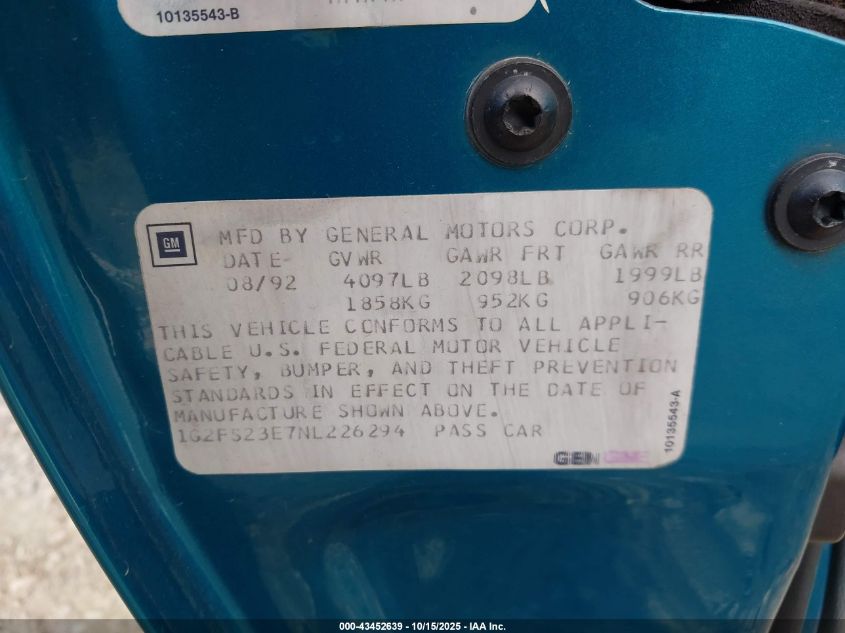 10135543-B
GM
MFD BY GENERAL MOTORS CORP.
DATE- GVWR GAWR FRT GAWR RR
08/92 4097LB 2098LB 1999LB
1858KG 952KG 906KG
THIS VEHICLE CONFORMS TO ALL APPLI-
CABLE U.S. FEDERAL MOTOR VEHICLE
SAFETY, BUMPER, AND THEFT PREVENTION
STANDARDS IN EFFECT ON THE DATE OF
MANUFACTURE SHOWN ABOVE.
1G2FS23E7NL226294 PASS CAR
GENUINE
10135543-A
000-43452639 - 10/15/2025 - IAA Inc.